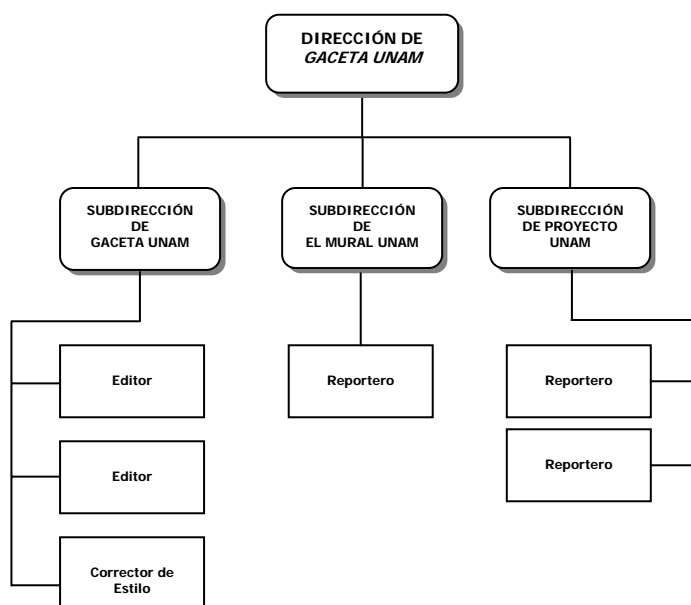 DIRECCIÓN DE
GACETA UNAM
SUBDIRECCIÓN
DE
GACETA UNAM
SUBDIRECCIÓN
DE
EL MURAL UNAM
SUBDIRECCIÓN
DE PROYECTO
UNAM
Editor
Reportero
Reportero
Editor
Reportero
Corrector de
Estilo